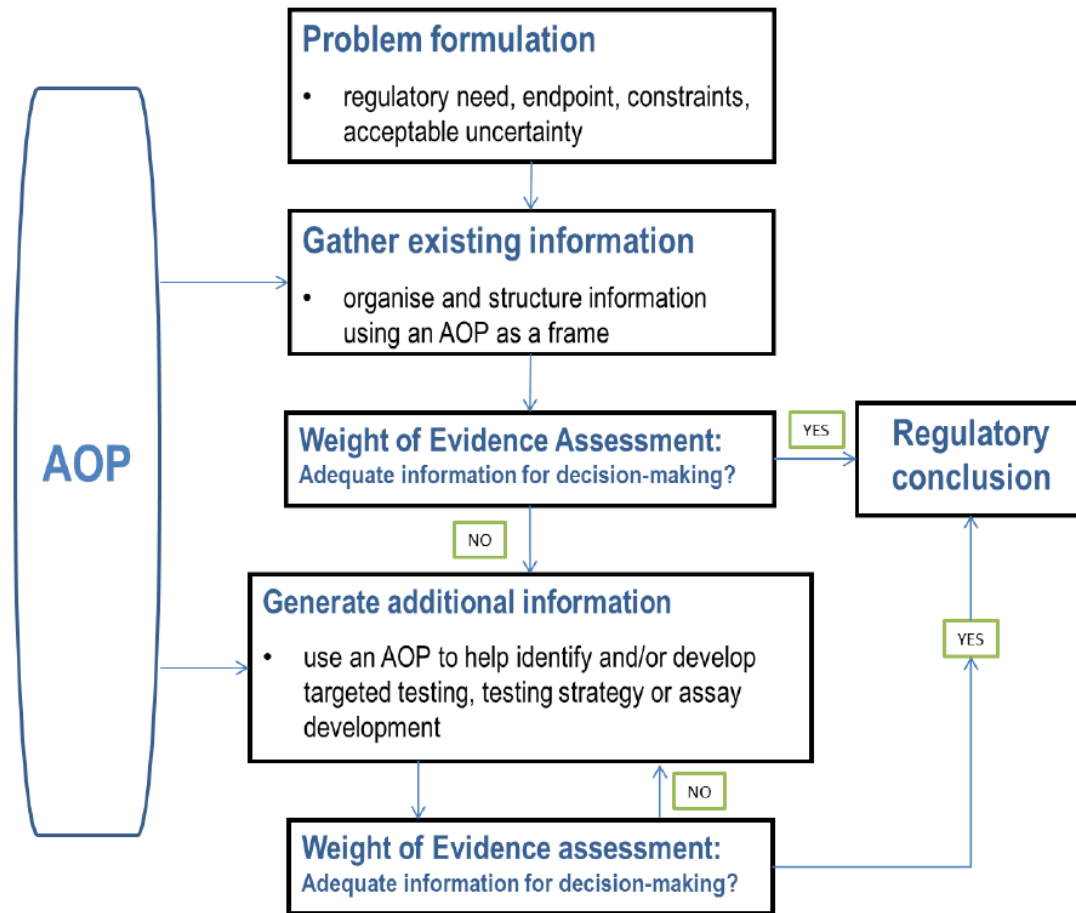 Problem formulation
• regulatory need, endpoint, constraints,
acceptable uncertainty
AOP
Gather existing information
• organise and structure information
using an AOP as a frame
Weight of Evidence Assessment:
Adequate information for decision-making?
YES
Regulatory
conclusion
NO
Generate additional information
• use an AOP to help identify and/or develop
targeted testing, testing strategy or assay
development
YES
NO
Weight of Evidence assessment:
Adequate information for decision-making?